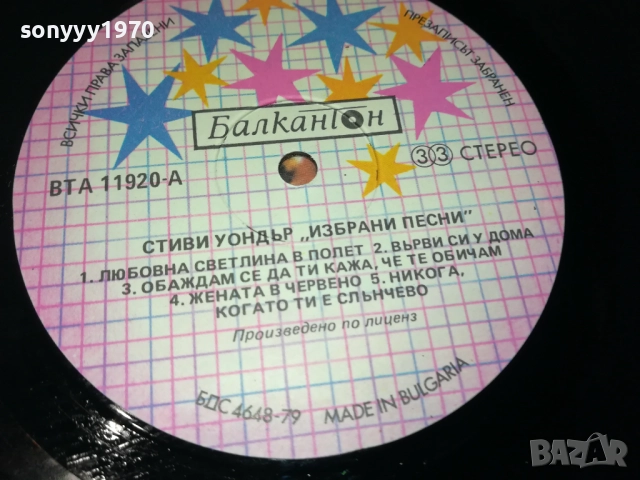 sonyyy1970
ВСИЧКИ ПРАВА ЗАПАЗЕНИ
ПРЕЗАПИСЪТ ЗАБРАНЕН
Балкантон
ВТА 11920-А
33 СТЕРЕО
СТИВИ УОНДЪР „ИЗБРАНИ ПЕСНИ"
1. ЛЮБОВНА СВЕТЛИНА В ПОЛЕТ 2. ВЪРВИ СИ У ДОМА
3. ОБАЖДАМ СЕ ДА ТИ КАЖА, ЧЕ ТЕ ОБИЧАМ
4. ЖЕНАТА В ЧЕРВЕНО 5. НИКОГА,
КОГАТО ТИ Е СЛЪНЧЕВО
Произведено по лиценз
БДС 4648-79 MADE IN BULGARIA
BAZAR